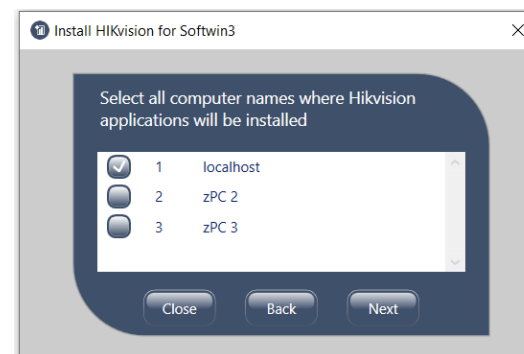 Install HIKvision for Softwin3
Select all computer names where Hikvision
applications will be installed
1 localhost
2 zPC 2
3 zPC 3
Close Back Next